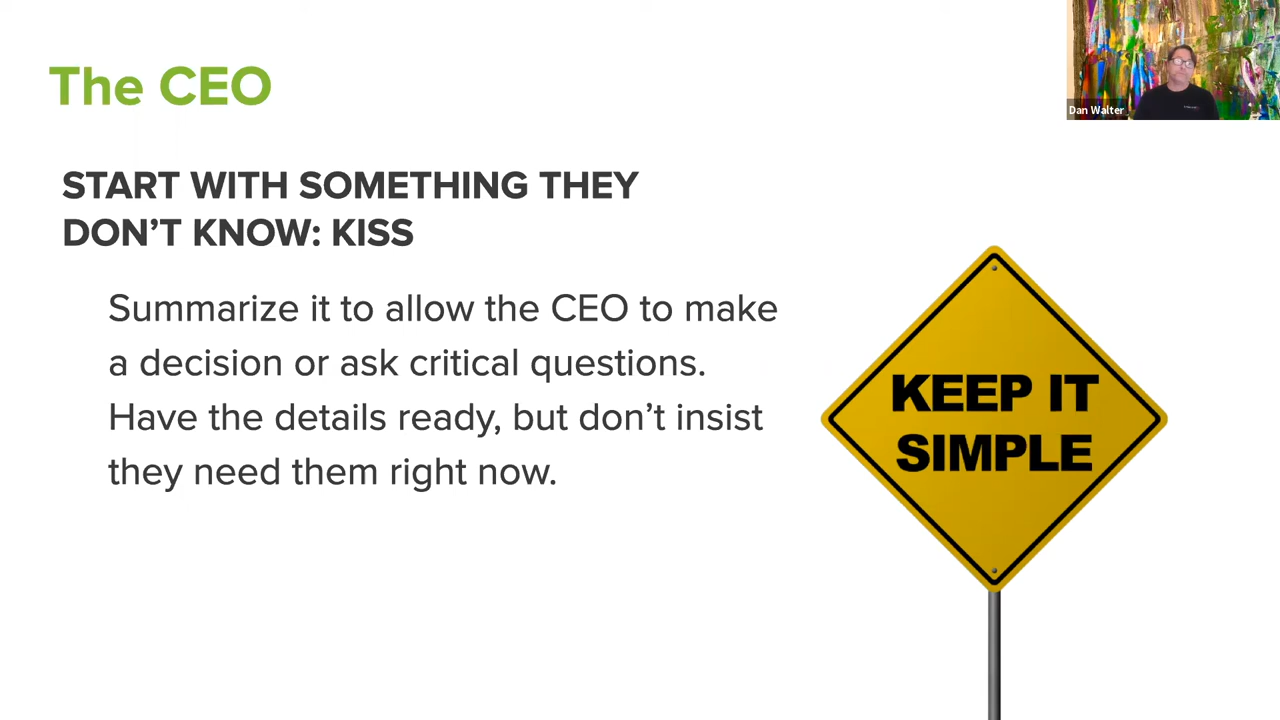 The CEO
Dan Walter
START WITH SOMETHING THEY
DON’T KNOW: KISS
Summarize it to allow the CEO to make
a decision or ask critical questions.
Have the details ready, but don’t insist
they need them right now.
KEEP IT
SIMPLE